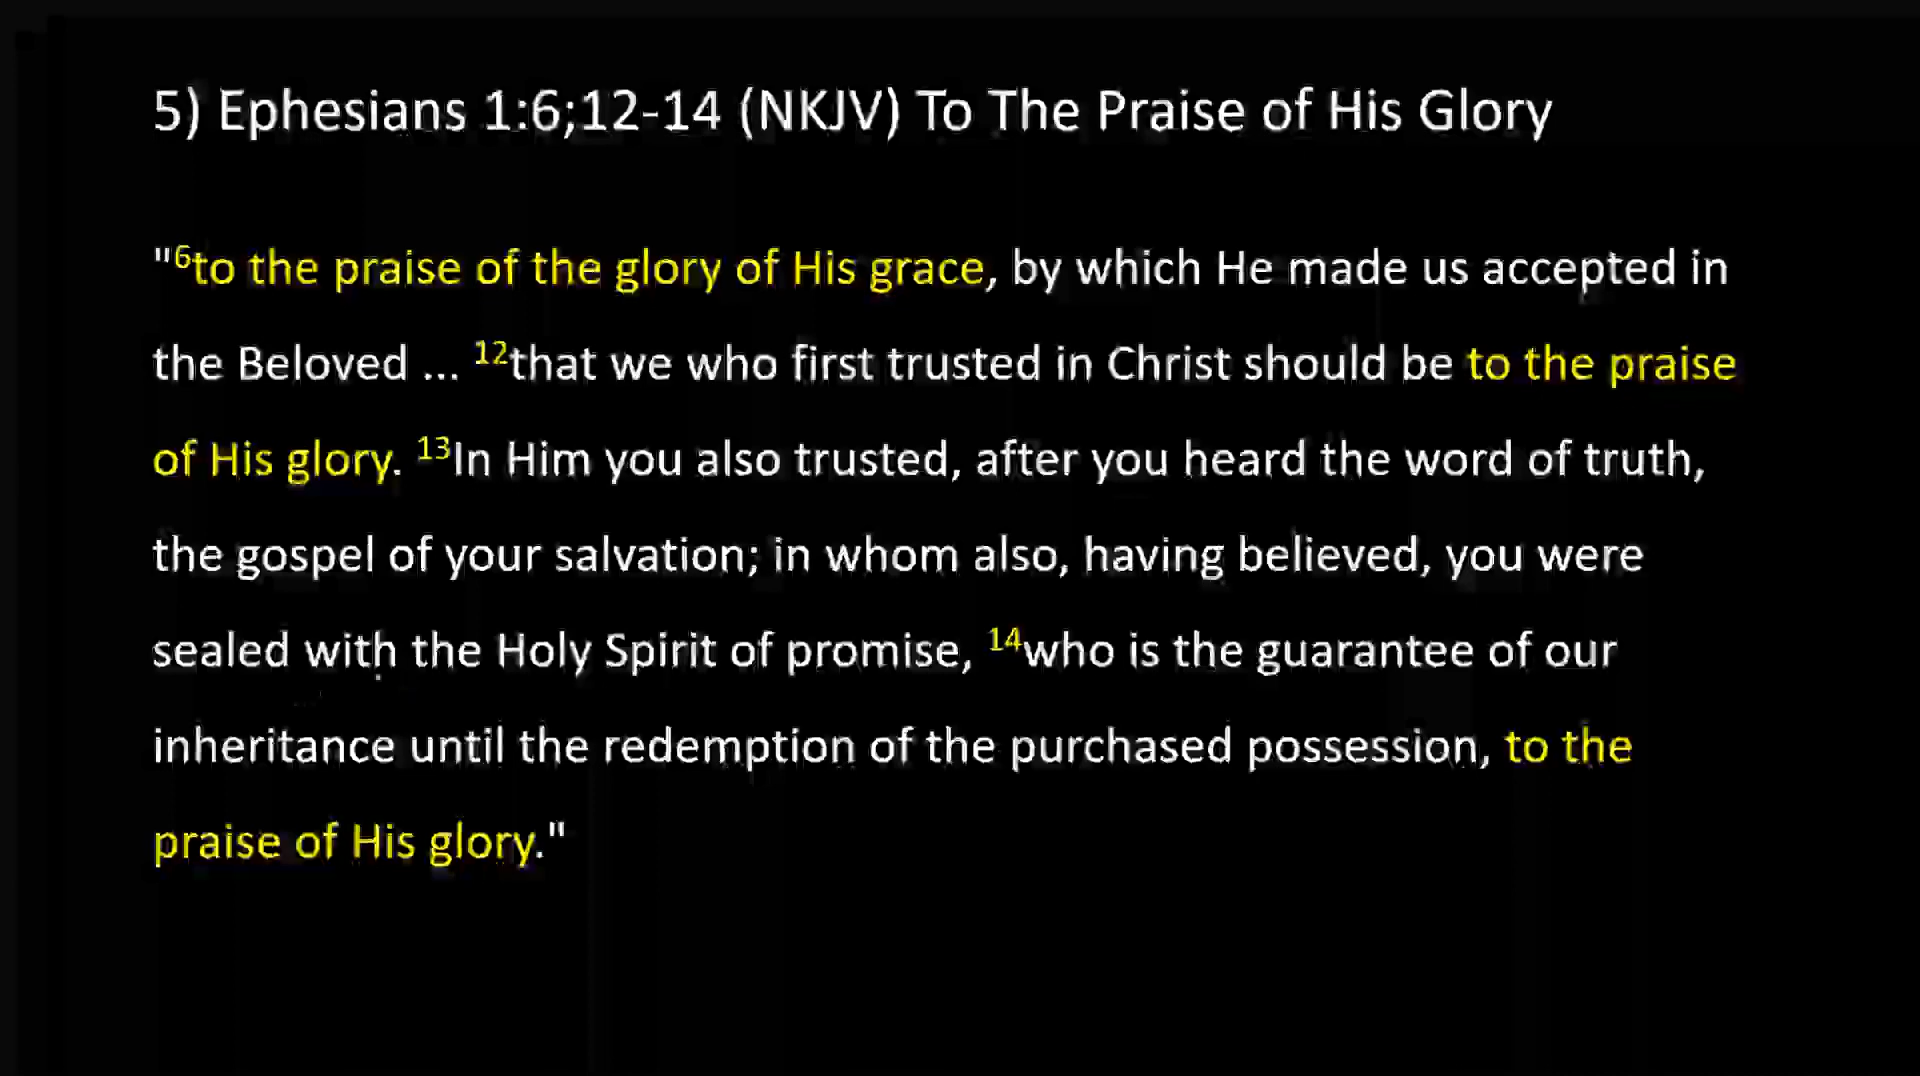 5) Ephesians 1:6;12-14 (NKJV) To The Praise of His Glory
"6to the praise of the glory of His grace, by which He made us accepted in
the Beloved ... 12that we who first trusted in Christ should be to the praise
of His glory. 13In Him you also trusted, after you heard the word of truth,
the gospel of your salvation; in whom also, having believed, you were
sealed with the Holy Spirit of promise, 14who is the guarantee of our
inheritance until the redemption of the purchased possession, to the
praise of His glory."